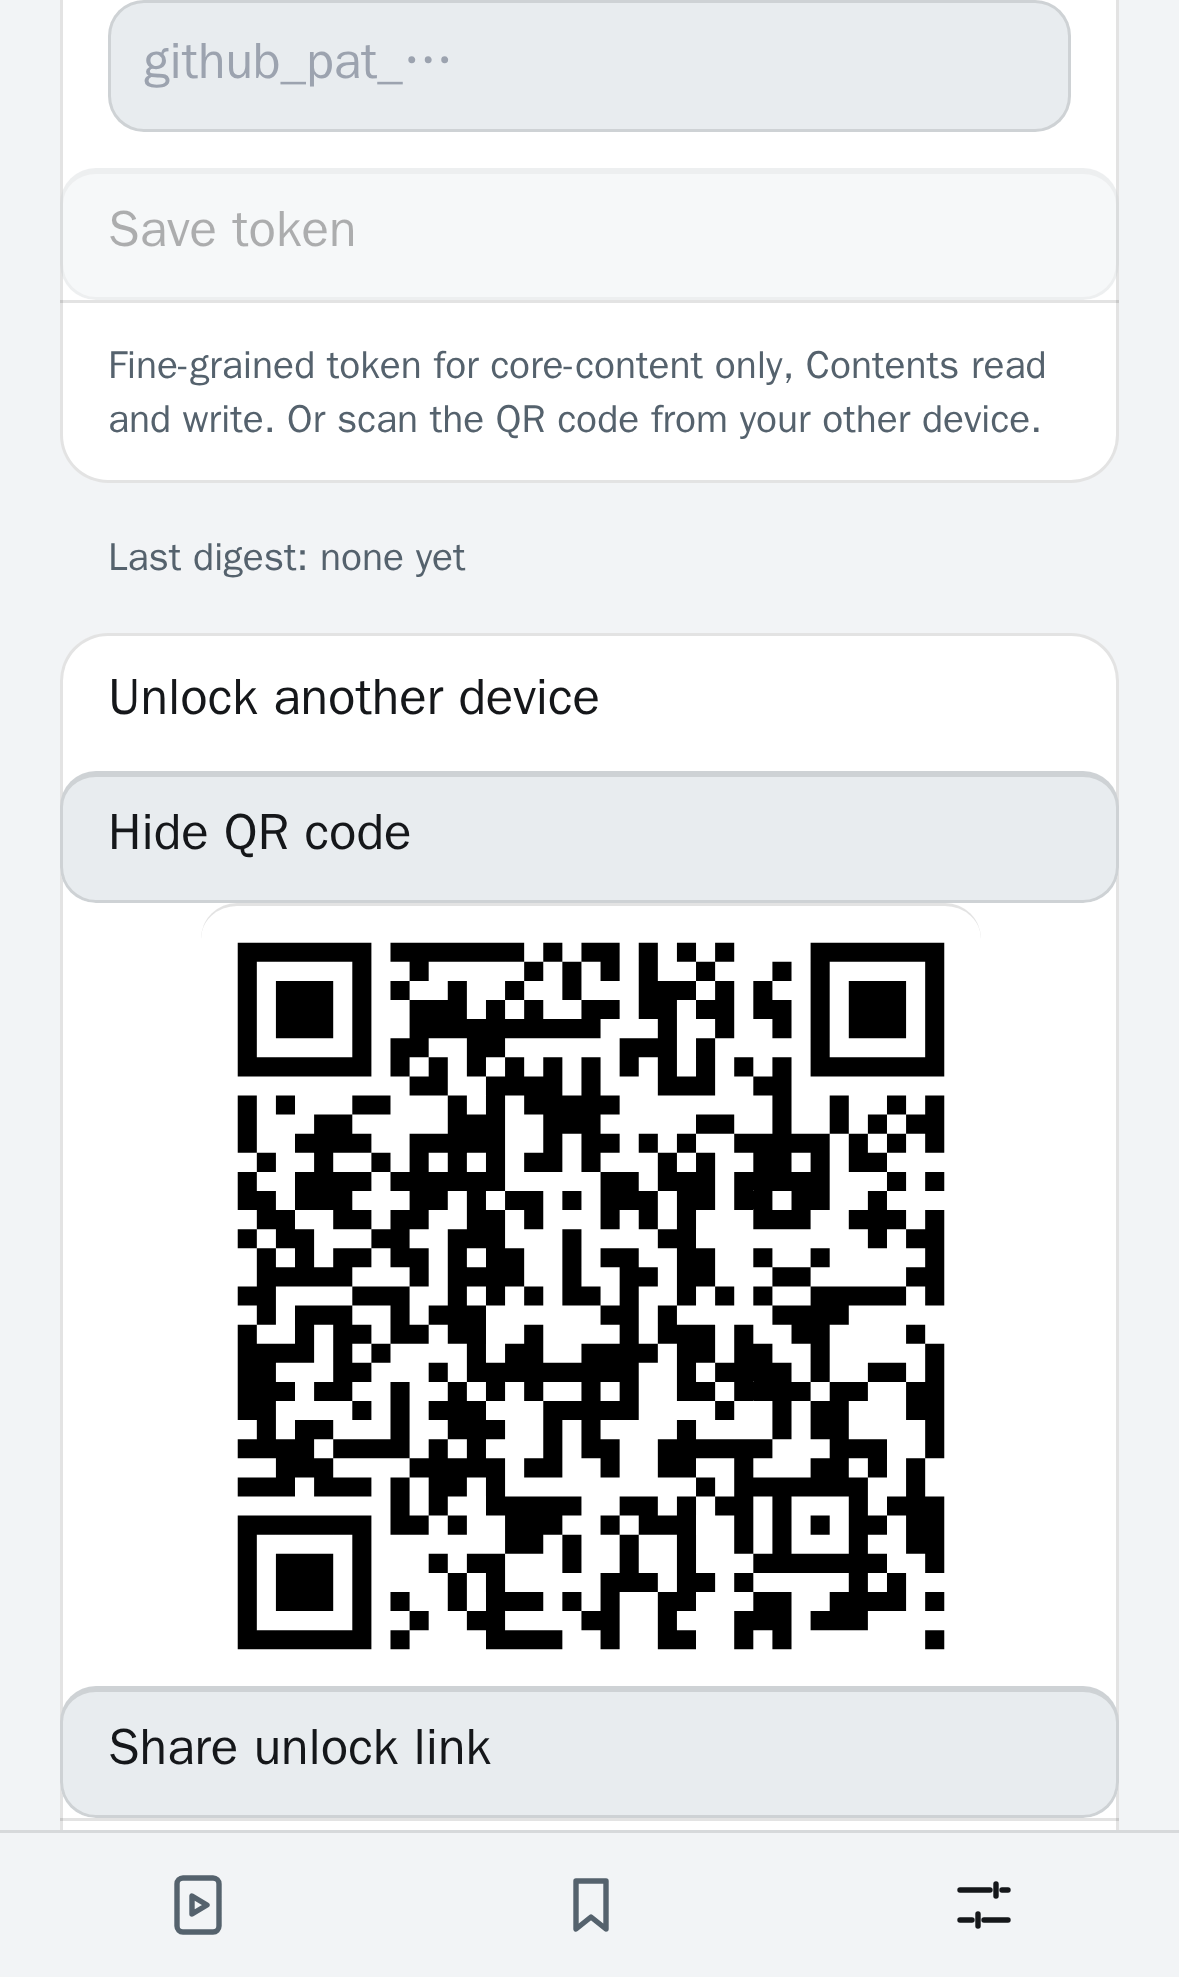 github_pat_···
Save token
Fine-grained token for core-content only, Contents read
and write. Or scan the QR code from your other device.
Last digest: none yet
Unlock another device
Hide QR code
Share unlock link